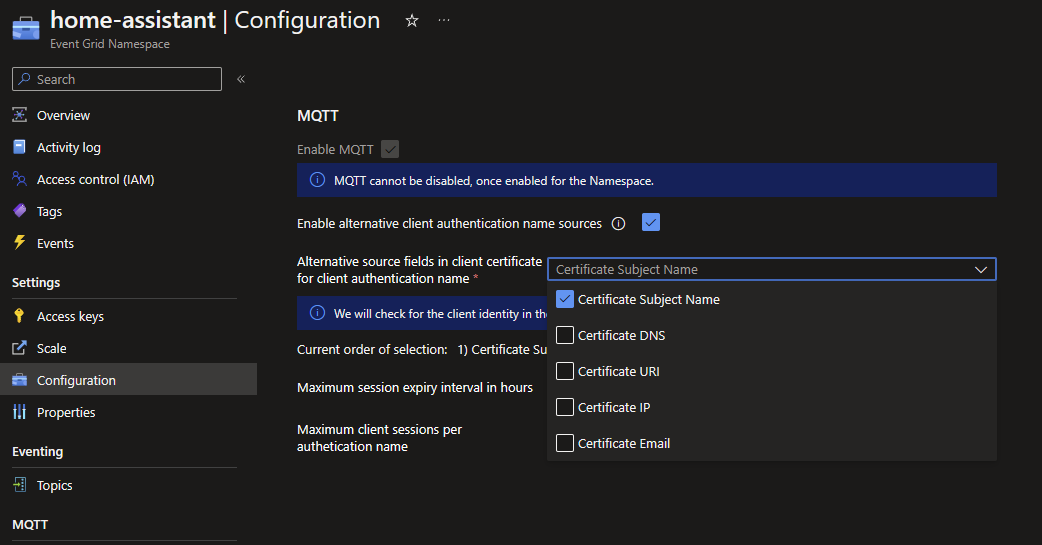 home-assistant | Configuration
Event Grid Namespace
Search
Overview
Activity log
Access control (IAM)
Tags
Events
Settings
Access keys
Scale
Configuration
Properties
Eventing
Topics
MQTT
MQTT
Enable MQTT
MQTT cannot be disabled, once enabled for the Namespace.
Enable alternative client authentication name sources
Alternative source fields in client certificate
for client authentication name *
Certificate Subject Name
Certificate Subject Name
Certificate DNS
Certificate URI
Certificate IP
Certificate Email
We will check for the client identity in the
Current order of selection: 1) Certificate Su
Maximum session expiry interval in hours
Maximum client sessions per
authetication name